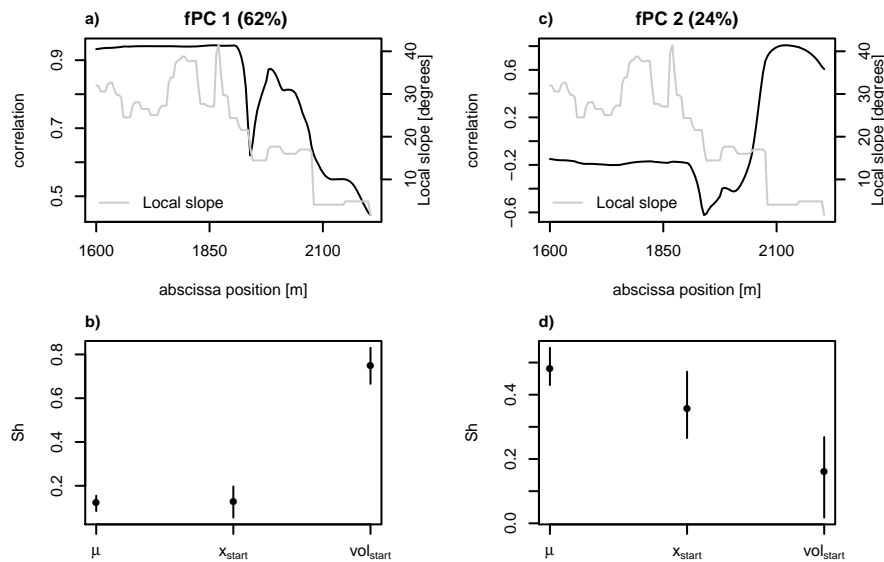 a)
fPC 1 (62%)
correlation
0.5 0.7 0.9
Local slope
10 20 30 40
Local slope [degrees]
1600 1850 2100
abscissa position [m]
c)
fPC 2 (24%)
correlation
−0.6 −0.2 0.2 0.6
Local slope
10 20 30 40
Local slope [degrees]
1600 1850 2100
abscissa position [m]
b)
Sh
0.2 0.4 0.6 0.8
μ xstart volstart
d)
Sh
0.0 0.2 0.4
μ xstart volstart